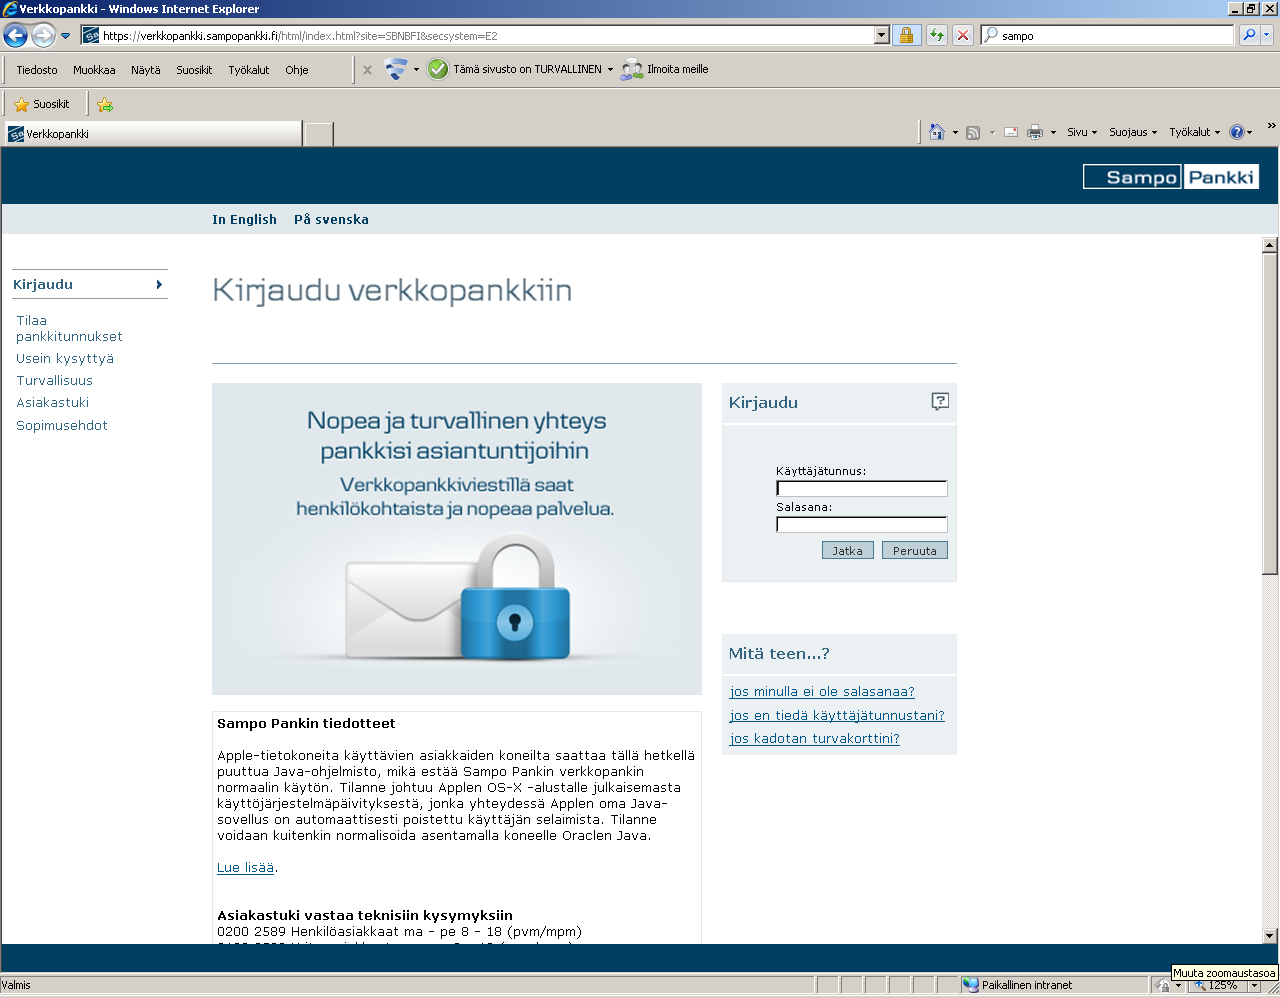 Verkkopankki - Windows Internet Explorer
https://verkkopankki.sampopankki.fi/html/index.html?site=SBNBFI&secsystem=E2
sampo
Tiedosto Muokkaa Näytä Suosikit Työkalut Ohje
x
Tämä sivusto on TURVALLINEN
Ilmoita meille
Suosikit
Verkkopankki
Sivu Suojaus Työkalut
Sampo Pankki
In English På svenska
Kirjaudu
Tilaa
pankkitunnukset
Usein kysyttyä
Turvallisuus
Asiakastuki
Sopimusehdot
Kirjaudu verkkopankkiin
Nopea ja turvallinen yhteys
pankkisi asiantuntijoihin
Verkkopankkiviestillä saat
henkilökohtaista ja nopeaa palvelua.
Kirjaudu
Käyttäjätunnus:
Salasana:
Jatka Peruuta
Mitä teen...?
jos minulla ei ole salasanaa?
jos en tiedä käyttäjätunnustani?
jos kadotan turvakorttini?
Sampo Pankin tiedotteet
Apple-tietokoneita käyttävien asiakkaiden koneilta saattaa tällä hetkellä
puuttua Java-ohjelmisto, mikä estää Sampo Pankin verkkopankin
normaalin käytön. Tilanne johtuu Applen OS-X -alustalle julkaisemasta
käyttöjärjestelmäpäivityksestä, jonka yhteydessä Applen oma Java-
sovellus on automaattisesti poistettu käyttäjän selaimista. Tilanne
voidaan kuitenkin normalisoida asentamalla koneelle Oraclen Java.
Lue lisää.
Asiakastuki vastaa teknisiin kysymyksiin
0200 2589 Henkilöasiakkaat ma - pe 8 - 18 (pvm/mpm)
Muuta zoomaustasoa
Valmis
Paikallinen intranet
125%